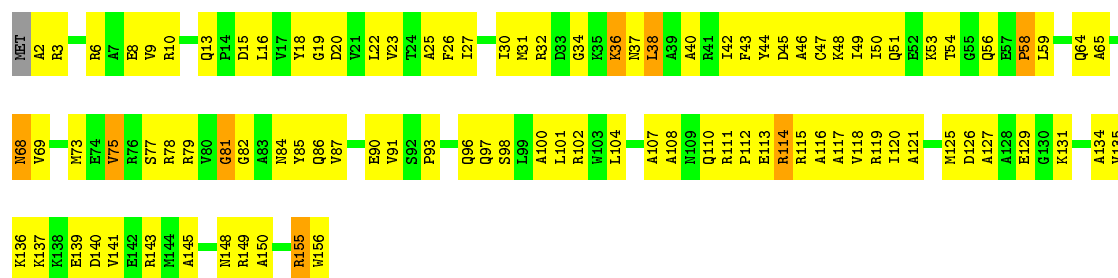 MET A2 R3 R6 A7 E8 V9 R10 Q13 P14 D15 L16 V17 Y18 G19 D20 V21 L22 V23 T24 A25 F26 I27 I30 M31 R32 D33 G34 K35 K36 N37 L38 A39 A40 R41 I42 F43 Y44 D45 A46 C47 K48 I49 I50 Q51 E52 K53 T54 G55 Q56 E57 P58 L59 Q64 A65
N68 V69 M73 E74 V75 R76 S77 R78 R79 V80 G81 G82 A83 N84 Y85 Q86 V87 E90 V91 S92 P93 Q96 Q97 S98 L99 A100 L101 R102 W103 L104 A107 A108 N109 Q110 R111 P112 E113 R114 R115 A116 A117 V118 R119 I120 A121 M125 D126 A127 A128 E129 G130 K131 A134 V135
K136 K137 K138 E139 D140 V141 E142 R143 M144 A145 N148 R149 A150 R155 W156